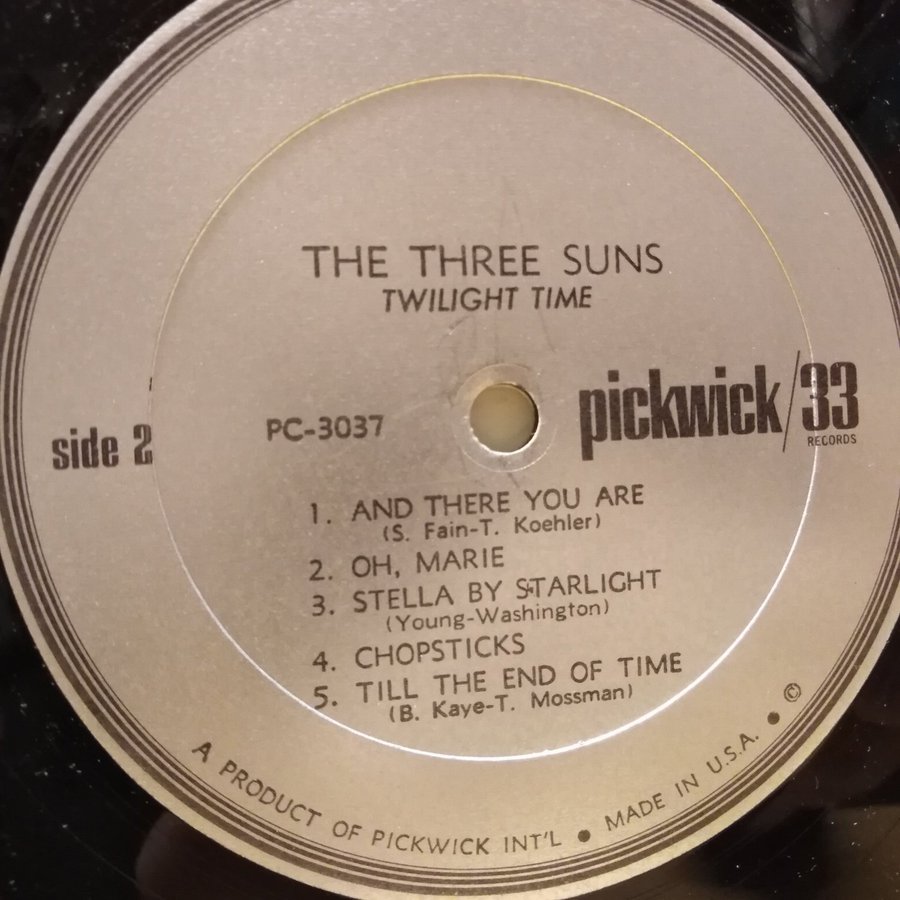 THE THREE SUNS
TWILIGHT TIME
pickwick/33
RECORDS
PC-3037
side 2
1. AND THERE YOU ARE
(S. Fain-T. Koehler)
2. OH, MARIE
3. STELLA BY STARLIGHT
(Young-Washington)
4. CHOPSTICKS
5. TILL THE END OF TIME
(B. Kaye-T. Mossman)
A PRODUCT OF PICKWICK INT'L ● MADE IN U.S.A. ● ©